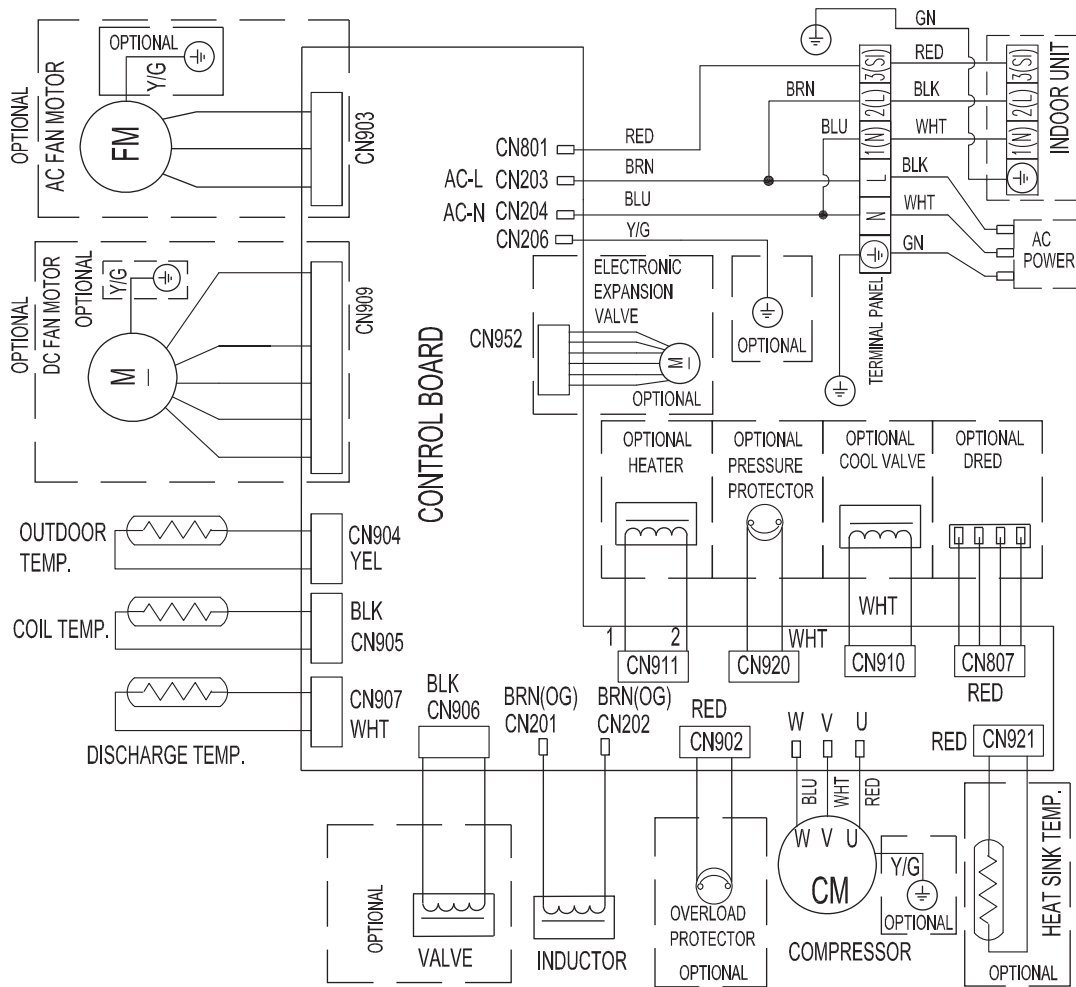 OPTIONAL
AC FAN MOTOR
OPTIONAL
Y/G
FM
CN903
OPTIONAL
DC FAN MOTOR
OPTIONAL
Y/G
M
CN909
CONTROL BOARD
CN801
RED
AC-L CN203
BRN
AC-N CN204
BLU
CN206
Y/G
BRN
BLU
GN
3(SI)
2(L)
1(N)
L
N
TERMINAL PANEL
RED
BLK
WHT
BLK
WHT
GN
3(SI)
2(L)
1(N)
INDOOR UNIT
AC
POWER
ELECTRONIC
EXPANSION
VALVE
CN952
M
OPTIONAL
OPTIONAL
OPTIONAL
HEATER
OPTIONAL
PRESSURE
PROTECTOR
OPTIONAL
COOL VALVE
OPTIONAL
DRED
1
2
CN911
WHT
CN920
WHT
CN910
CN807
RED
OUTDOOR
TEMP.
CN904
YEL
COIL TEMP.
BLK
CN905
DISCHARGE TEMP.
CN907
WHT
BLK
CN906
OPTIONAL
VALVE
BRN(OG)
CN201
BRN(OG)
CN202
INDUCTOR
RED
CN902
OVERLOAD
PROTECTOR
OPTIONAL
W V U
BLU
WHT
RED
W V U
CM
COMPRESSOR
Y/G
OPTIONAL
RED
CN921
HEAT SINK TEMP.
OPTIONAL